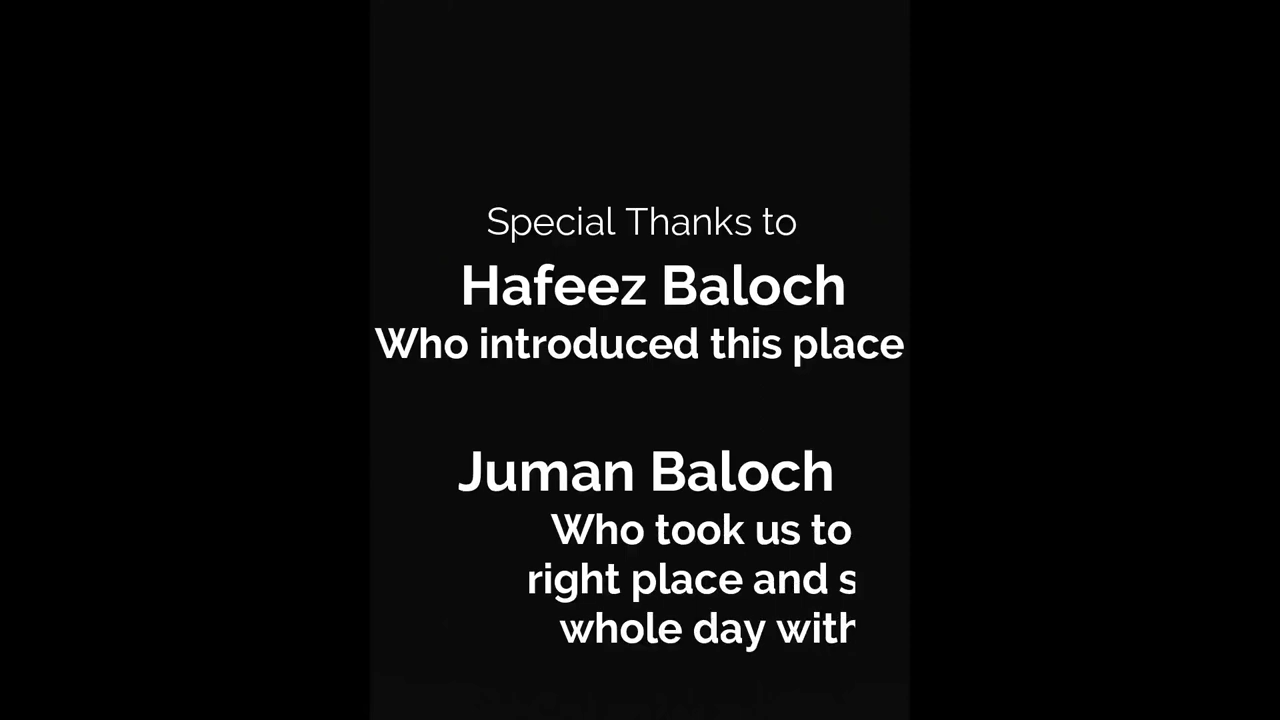 Special Thanks to
Hafeez Baloch
Who introduced this place
Juman Baloch
Who took us to
right place and
whole day with